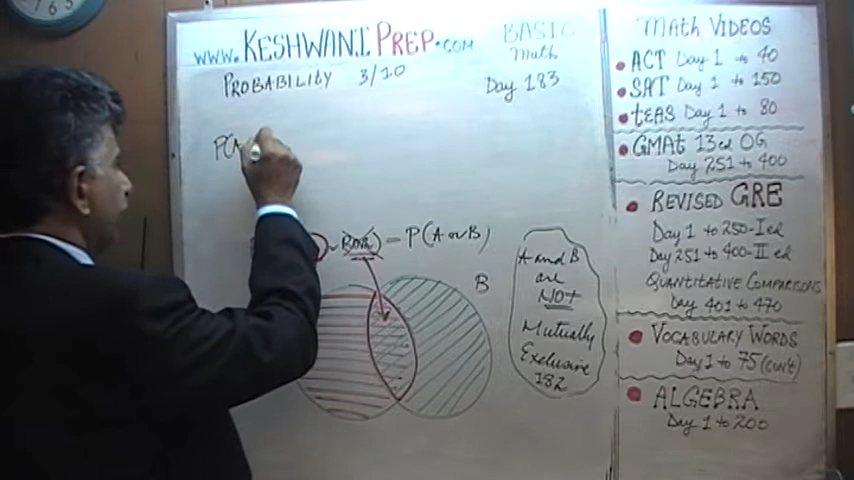 www.KESHWANIPREP.com
BASIC
Math
PROBABILITY 3/10
Day 183
P(A
Both) = P(A or B)
B
A and B
are
NOT
Mutually
Exclusive
182
Math VIDEOS
ACT Day 1 to 40
SAT Day 1 to 150
tEAS Day 1 to 80
GMAt 13ed OG
Day 251 to 400
REVISED GRE
Day 1 to 250-I ed
Day 251 to 400-II ed
QUANTITATIVE COMPARISONS
Day 401 to 470
VOCABULARY WORDS
Day 1 to 75 (con't)
ALGEBRA
Day 1 to 200